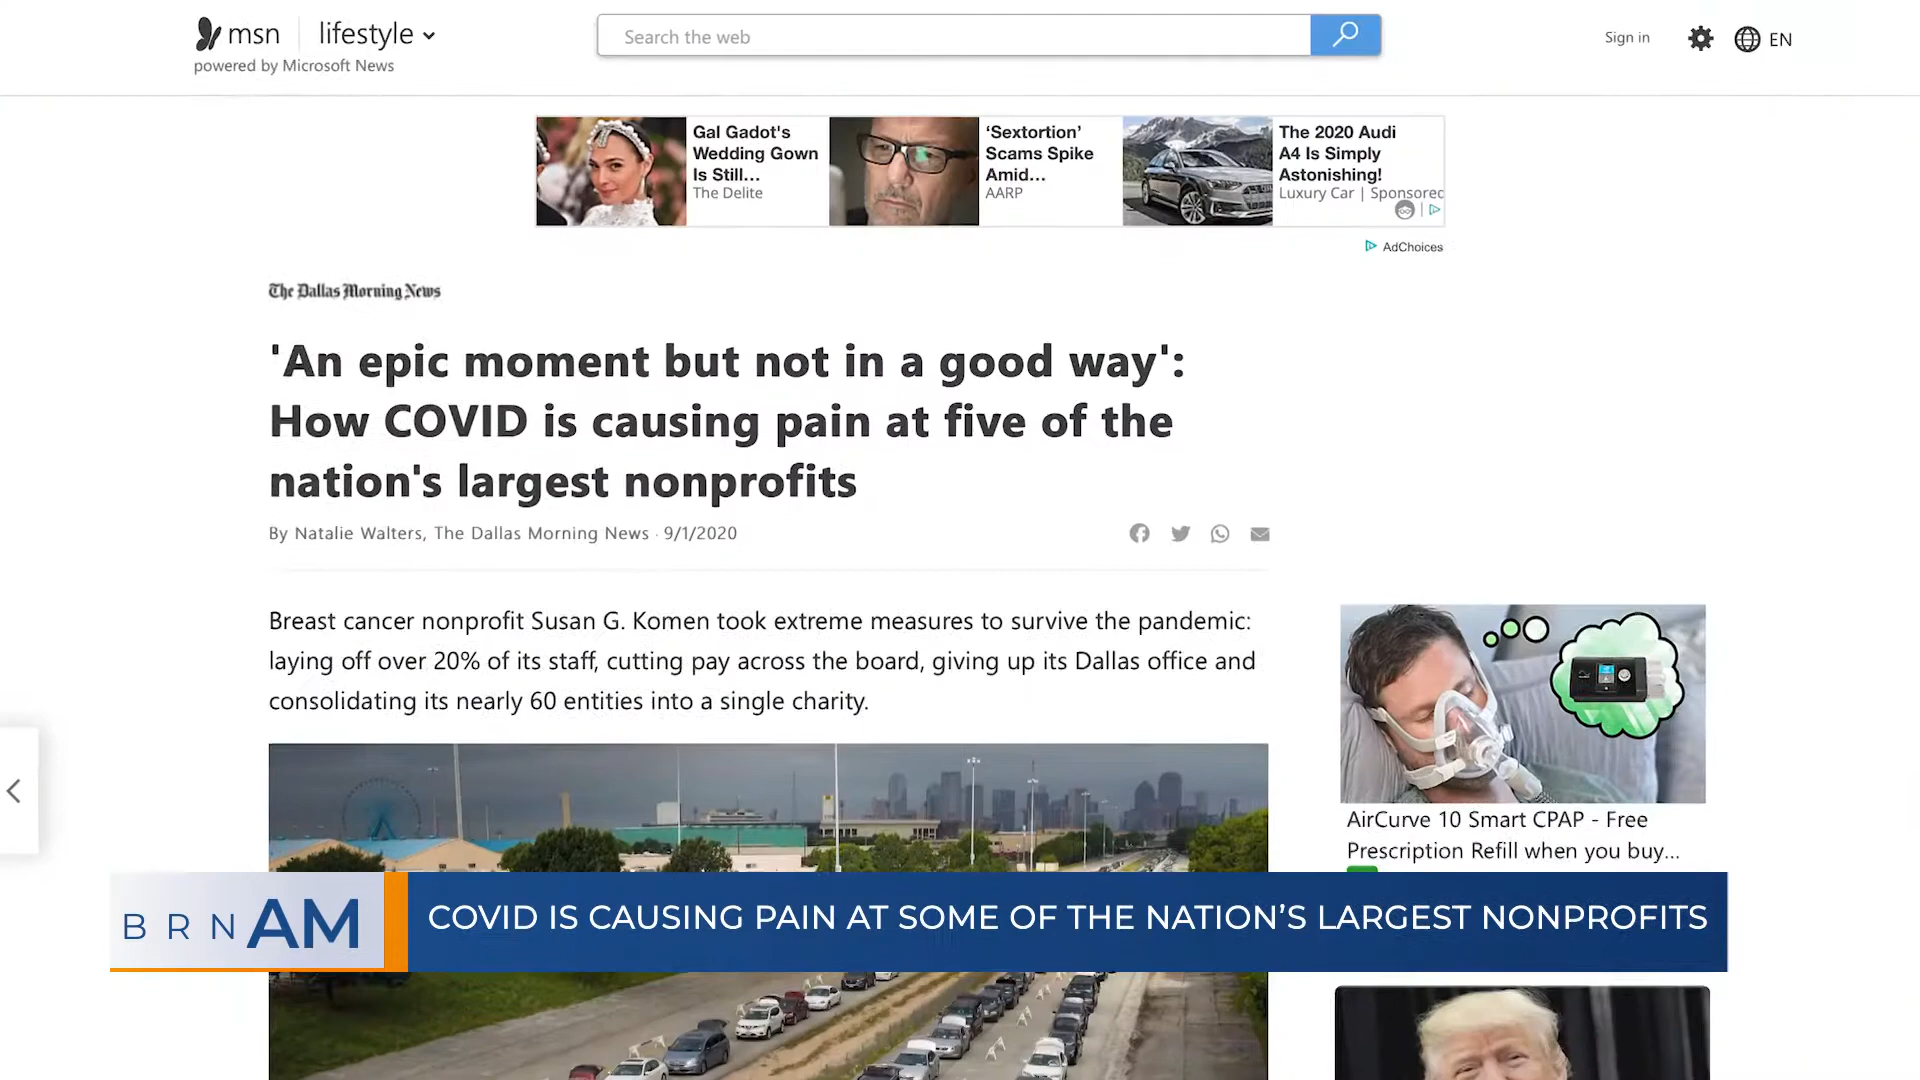 msn
lifestyle
powered by Microsoft News
Search the web
Sign in
EN
Gal Gadot's
Wedding Gown
Is Still...
The Delite
‘Sextortion’
Scams Spike
Amid...
AARP
The 2020 Audi
A4 Is Simply
Astonishing!
Luxury Car | Sponsored
AdChoices
The Dallas Morning News
'An epic moment but not in a good way':
How COVID is causing pain at five of the
nation's largest nonprofits
By Natalie Walters, The Dallas Morning News · 9/1/2020
Breast cancer nonprofit Susan G. Komen took extreme measures to survive the pandemic:
laying off over 20% of its staff, cutting pay across the board, giving up its Dallas office and
consolidating its nearly 60 entities into a single charity.
AirCurve 10 Smart CPAP - Free
Prescription Refill when you buy...
BRN AM
COVID IS CAUSING PAIN AT SOME OF THE NATION’S LARGEST NONPROFITS